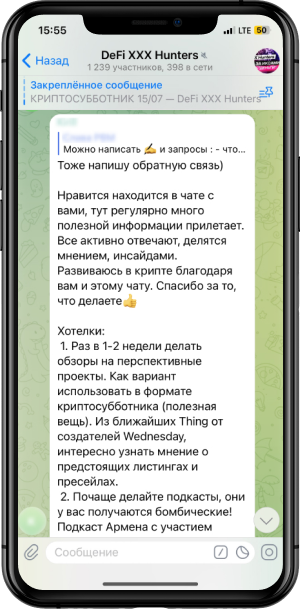 15:55
LTE 50
Назад
DeFi XXX Hunters
1 239 участников, 398 в сети
Закреплённое сообщение
КРИПТОСУББОТНИК 15/07 — DeFi XXX Hunters
Можно написать ✍️ и запросы : - что...
Тоже напишу обратную связь)
Нравится находится в чате с
вами, тут регулярно много
полезной информации прилетает.
Все активно отвечают, делятся
мнением, инсайдами.
Развиваюсь в крипте благодаря
вам и этому чату. Спасибо за то,
что делаете👍
Хотелки:
1. Раз в 1-2 недели делать
обзоры на перспективные
проекты. Как вариант
использовать в формате
криптосубботника (полезная
вещь). Из ближайших Thing от
создателей Wednesday,
интересно узнать мнение о
предстоящих листингах и
пресейлах.
2. Почаще делайте подкасты, они
у вас получаются бомбические!
Подкаст Армена с участием
Сообщение